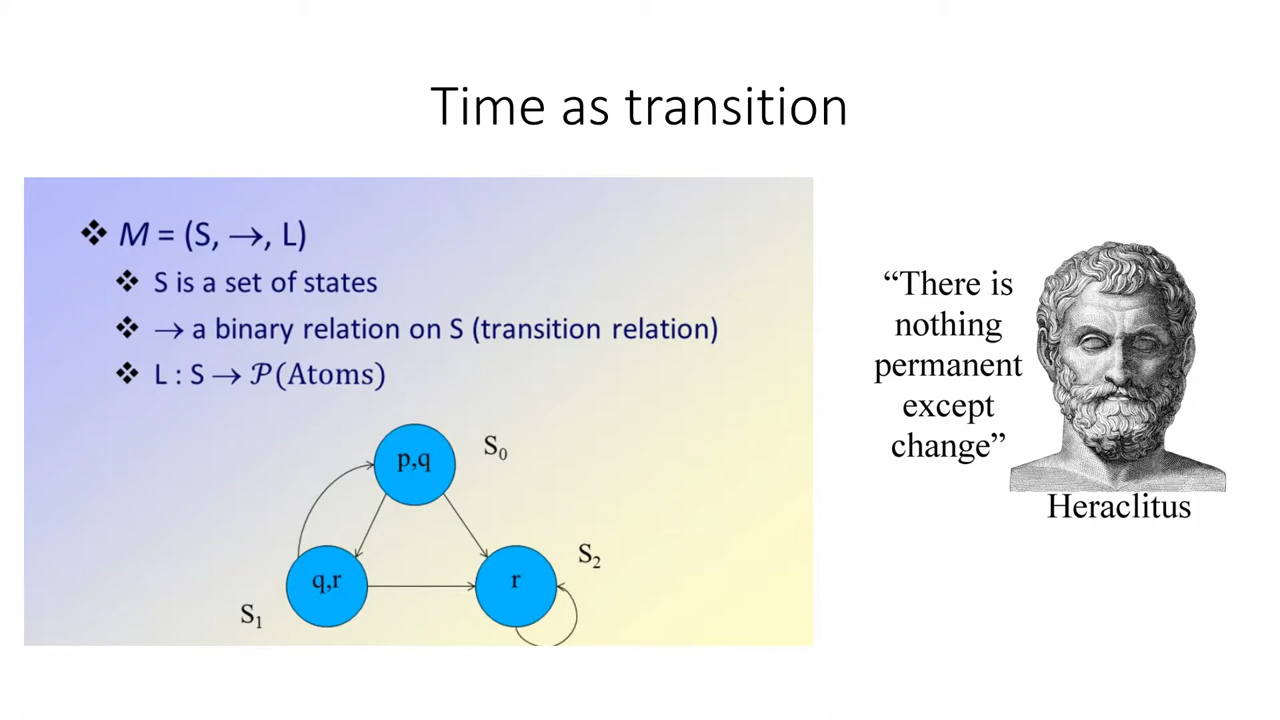 Time as transition
❖ M = (S, →, L)
❖ S is a set of states
❖ → a binary relation on S (transition relation)
❖ L : S → 𝒫(Atoms)
p,q
S₀
q,r
S₁
r
S₂
“There is
nothing
permanent
except
change”
Heraclitus